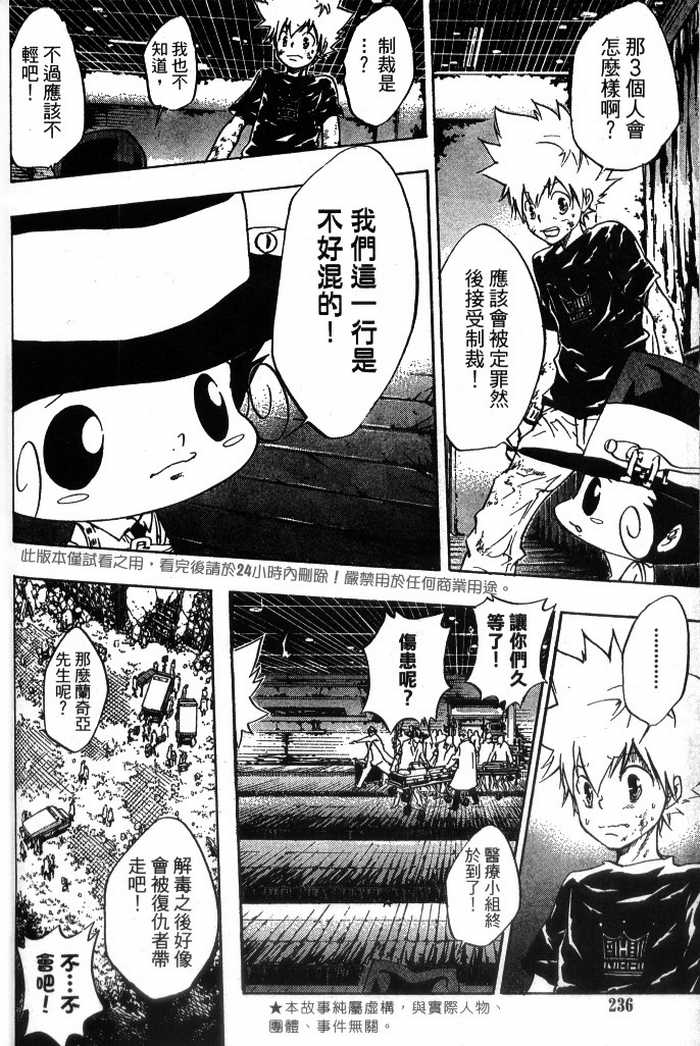 那3個人會
怎麼樣啊?
應該會被定罪然
後接受制裁!
制裁是
…?
我也不
知道,
不過應該不
輕吧!
我們這一行是
不好混的!
此版本僅試看之用,看完後請於24小時內刪除!嚴禁用於任何商業用途。
………
讓你們久
等了!
傷患呢?
醫療小組終
於到了!
那麼蘭奇亞
先生呢?
解毒之後好像
會被復仇者帶
走吧!
不…不
會吧!
★本故事純屬虛構,與實際人物、
團體、事件無關。
236